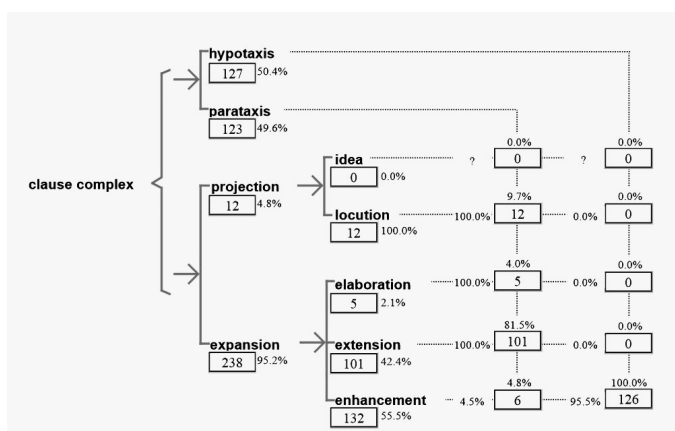 hypotaxis
127 50.4%
parataxis
123 49.6%
0.0% 0.0%
idea ? 0 ? 0
0 0.0%
clause complex
projection
12 4.8%
9.7% 0.0%
locution 100.0% 12 0.0% 0
12 100.0%
4.0% 0.0%
elaboration 100.0% 5 0.0% 0
5 2.1%
81.5% 0.0%
expansion extension 100.0% 101 0.0% 0
238 95.2% 101 42.4%
4.8% 100.0%
enhancement 4.5% 6 95.5% 126
132 55.5%